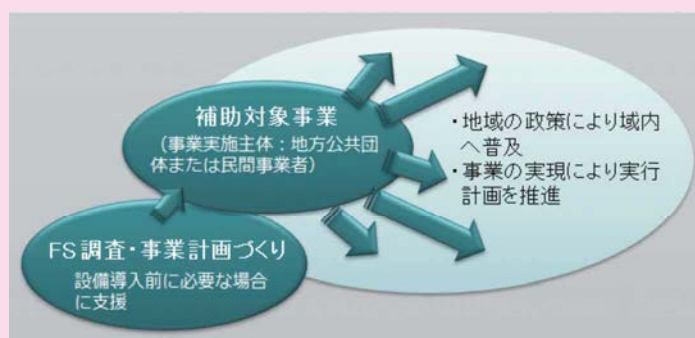 補助対象事業
（事業実施主体：地方公共団
体または民間事業者）
・地域の政策により域内
へ普及
・事業の実現により実行
計画を推進
FS調査・事業計画づくり
設備導入前に必要な場合
に支援